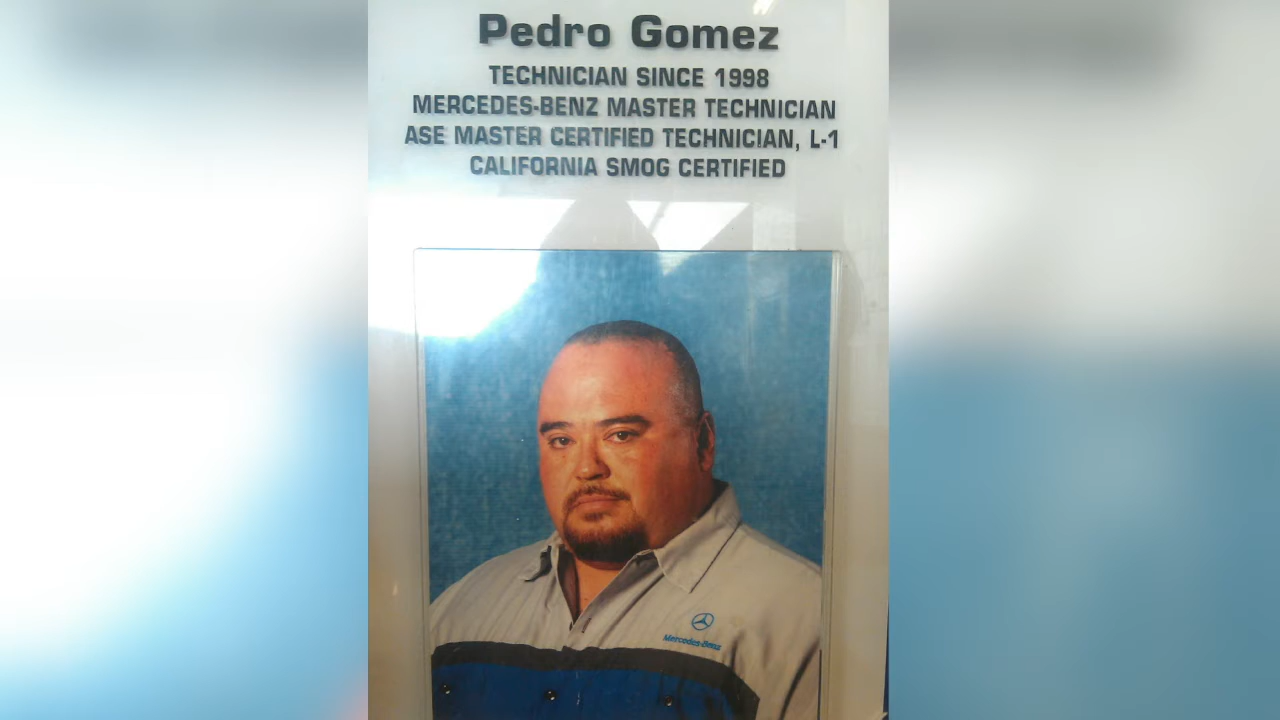 Pedro Gomez
TECHNICIAN SINCE 1998
MERCEDES-BENZ MASTER TECHNICIAN
ASE MASTER CERTIFIED TECHNICIAN, L-1
CALIFORNIA SMOG CERTIFIED
Mercedes-Benz